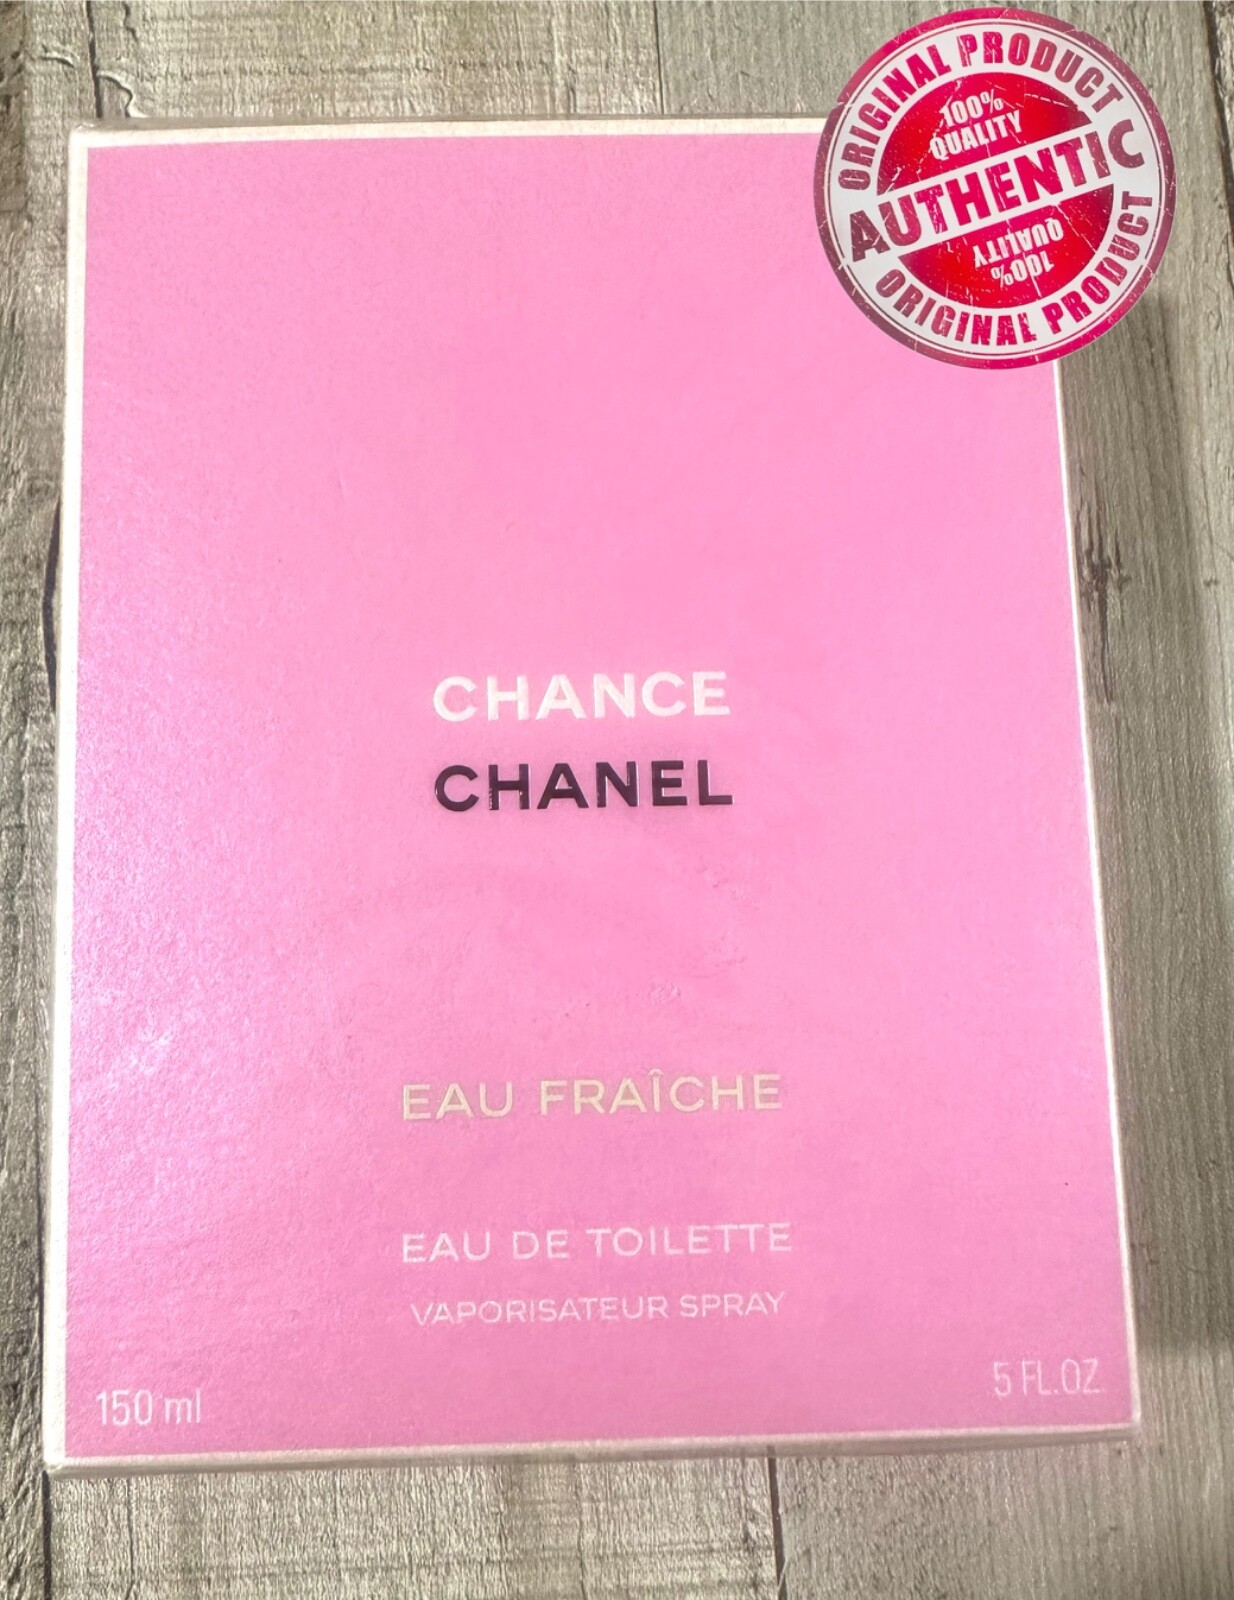 ORIGINAL PRODUCT
100%
QUALITY
AUTHENTIC
QUALITY
100%
ORIGINAL PRODUCT
CHANCE
CHANEL
EAU FRAÎCHE
EAU DE TOILETTE
VAPORISATEUR SPRAY
150 ml
5 FL.OZ